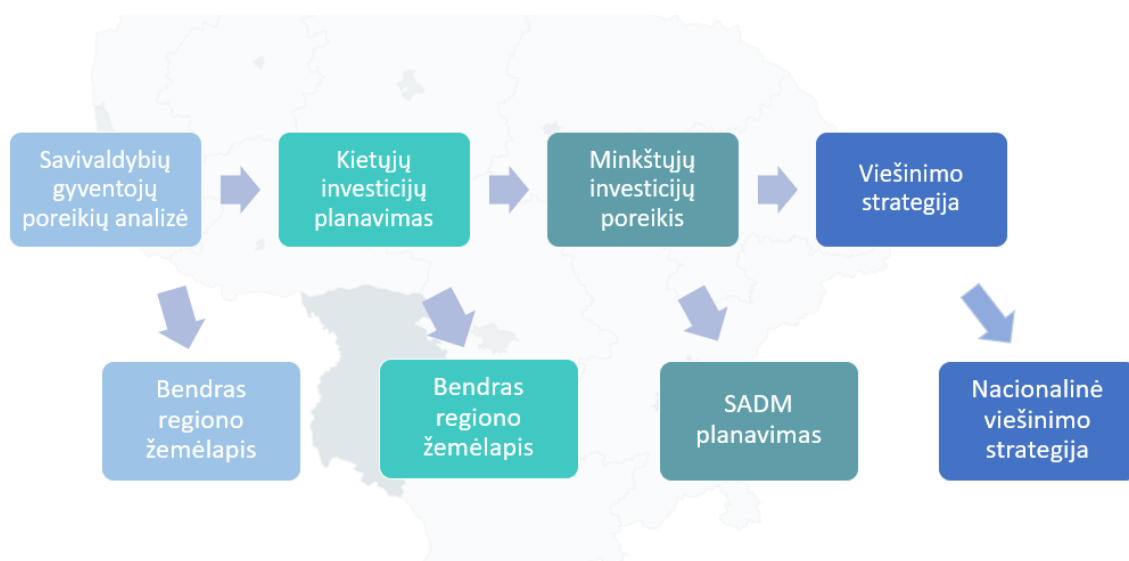 Savivaldybių
gyventojų
poreikių analizė
Kietųjų
investicijų
planavimas
Minkštųjų
investicijų
poreikis
Viešinimo
strategija
Bendras
regiono
žemėlapis
Bendras
regiono
žemėlapis
SADM
planavimas
Nacionalinė
viešinimo
strategija